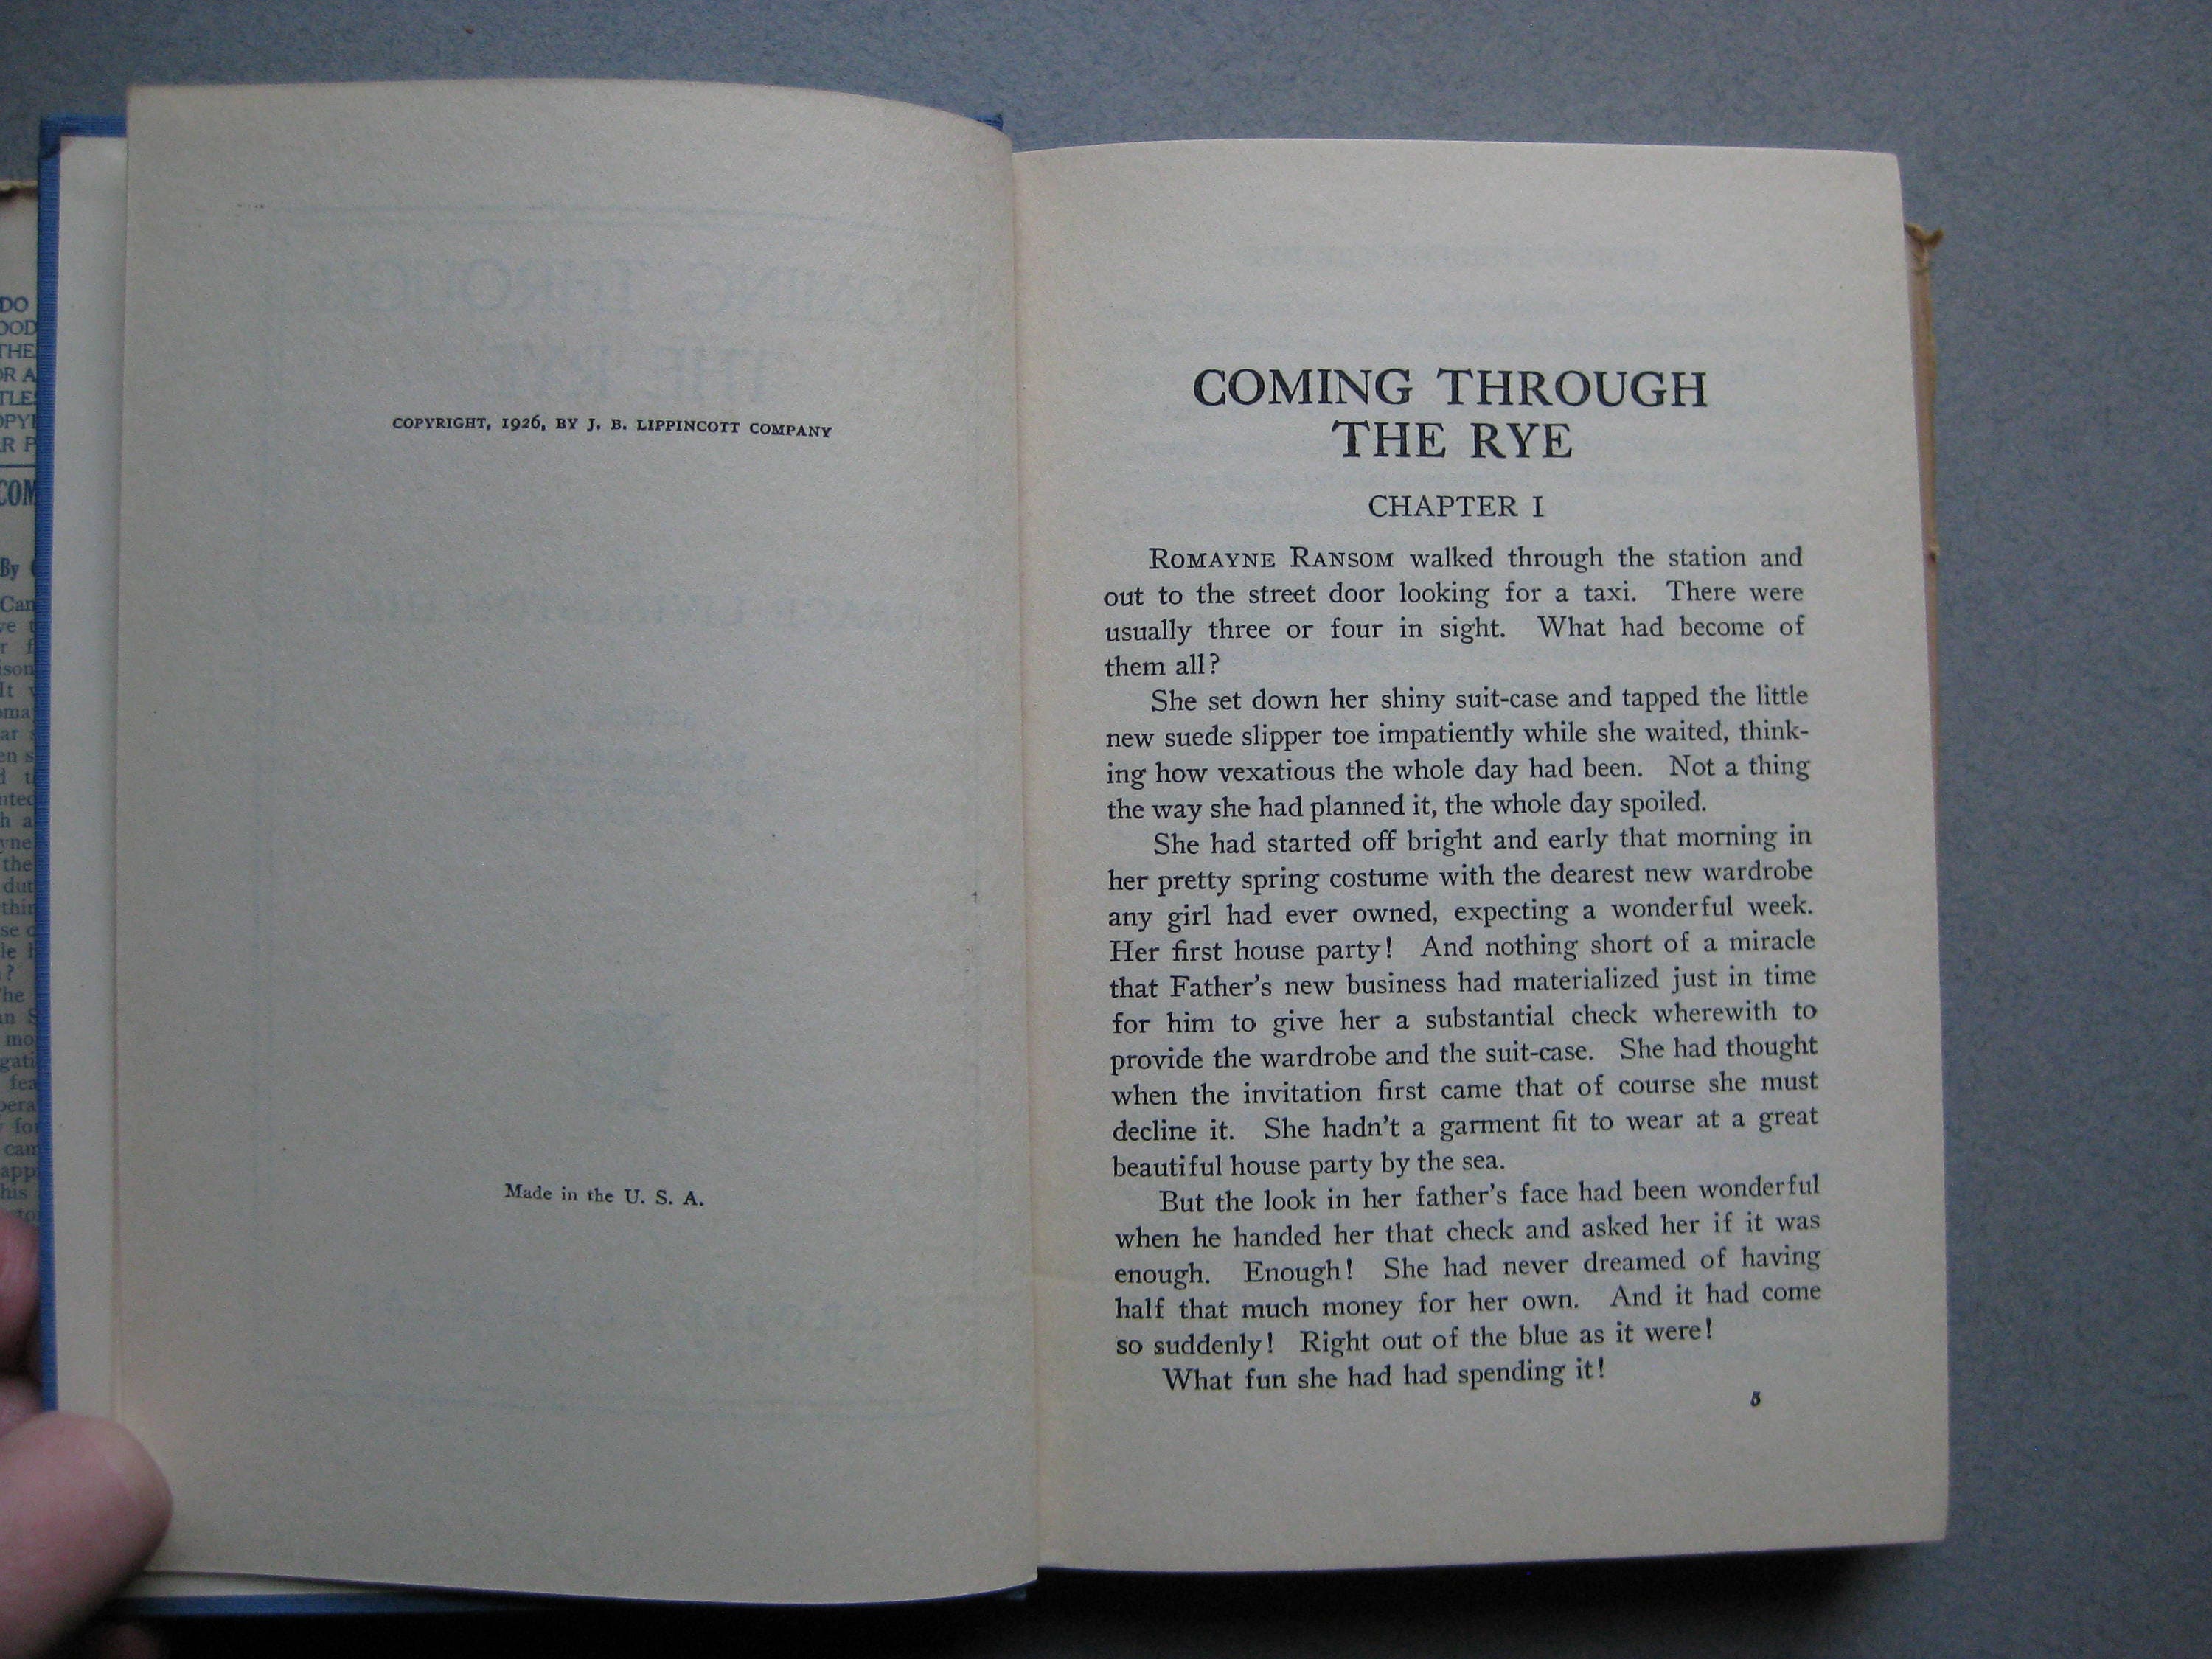 DO
THE
COM
By
COPYRIGHT, 1926, BY J. B. LIPPINCOTT COMPANY
Made in the U. S. A.
COMING THROUGH
THE RYE
CHAPTER I
ROMAYNE RANSOM walked through the station and
out to the street door looking for a taxi. There were
usually three or four in sight. What had become of
them all?
She set down her shiny suit-case and tapped the little
new suede slipper toe impatiently while she waited, think-
ing how vexatious the whole day had been. Not a thing
the way she had planned it, the whole day spoiled.
She had started off bright and early that morning in
her pretty spring costume with the dearest new wardrobe
any girl had ever owned, expecting a wonderful week.
Her first house party! And nothing short of a miracle
that Father's new business had materialized just in time
for him to give her a substantial check wherewith to
provide the wardrobe and the suit-case. She had thought
when the invitation first came that of course she must
decline it. She hadn't a garment fit to wear at a great
beautiful house party by the sea.
But the look in her father's face had been wonderful
when he handed her that check and asked her if it was
enough. Enough! She had never dreamed of having
half that much money for her own. And it had come
so suddenly! Right out of the blue as it were!
What fun she had had spending it!
5